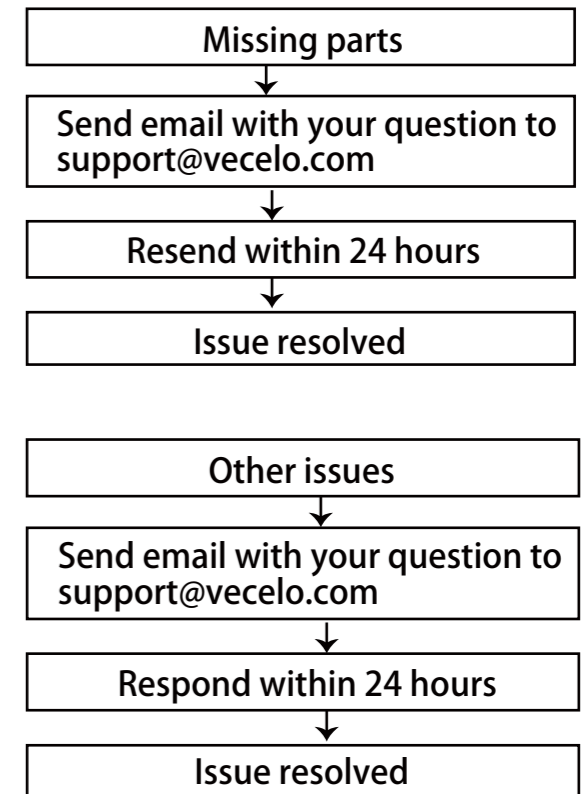 Missing parts
Send email with your question to
support@vecelo.com
Resend within 24 hours
Issue resolved
Other issues
Send email with your question to
support@vecelo.com
Respond within 24 hours
Issue resolved